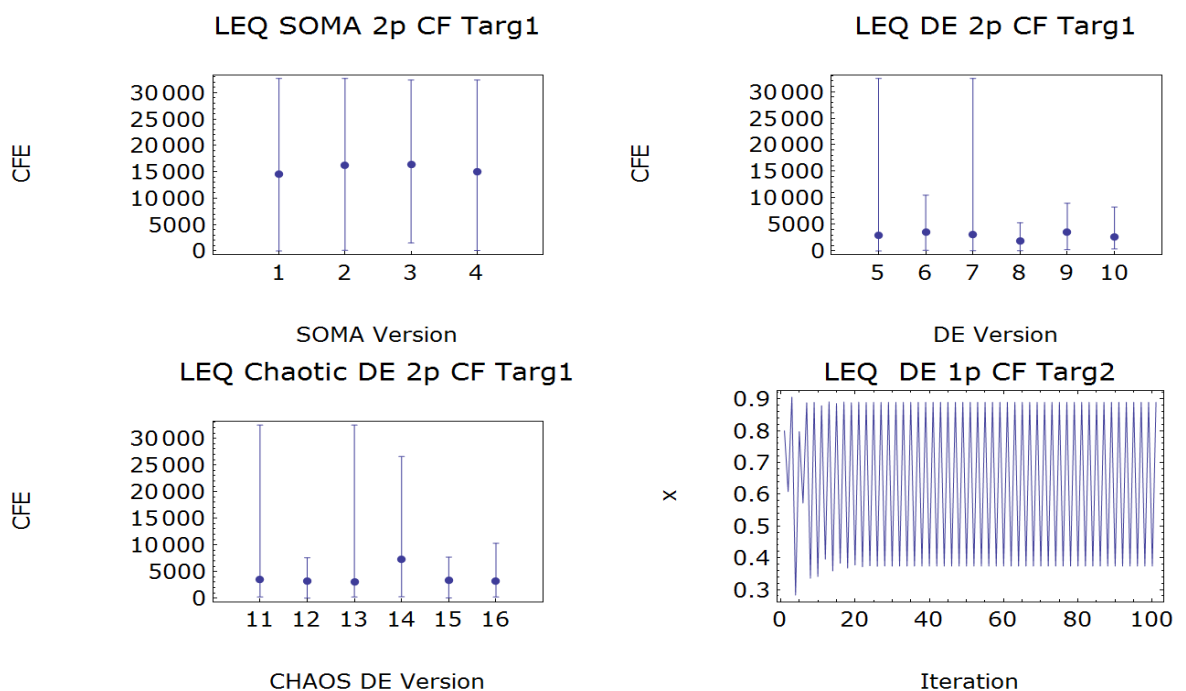 LEQ SOMA 2p CF Targ1
CFE
30 000
25 000
20 000
15 000
10 000
5000
0
1 2 3 4
SOMA Version
LEQ DE 2p CF Targ1
CFE
30 000
25 000
20 000
15 000
10 000
5000
0
5 6 7 8 9 10
DE Version
LEQ Chaotic DE 2p CF Targ1
CFE
30 000
25 000
20 000
15 000
10 000
5000
0
11 12 13 14 15 16
CHAOS DE Version
LEQ DE 1p CF Targ2
x
0.9
0.8
0.7
0.6
0.5
0.4
0.3
0 20 40 60 80 100
Iteration